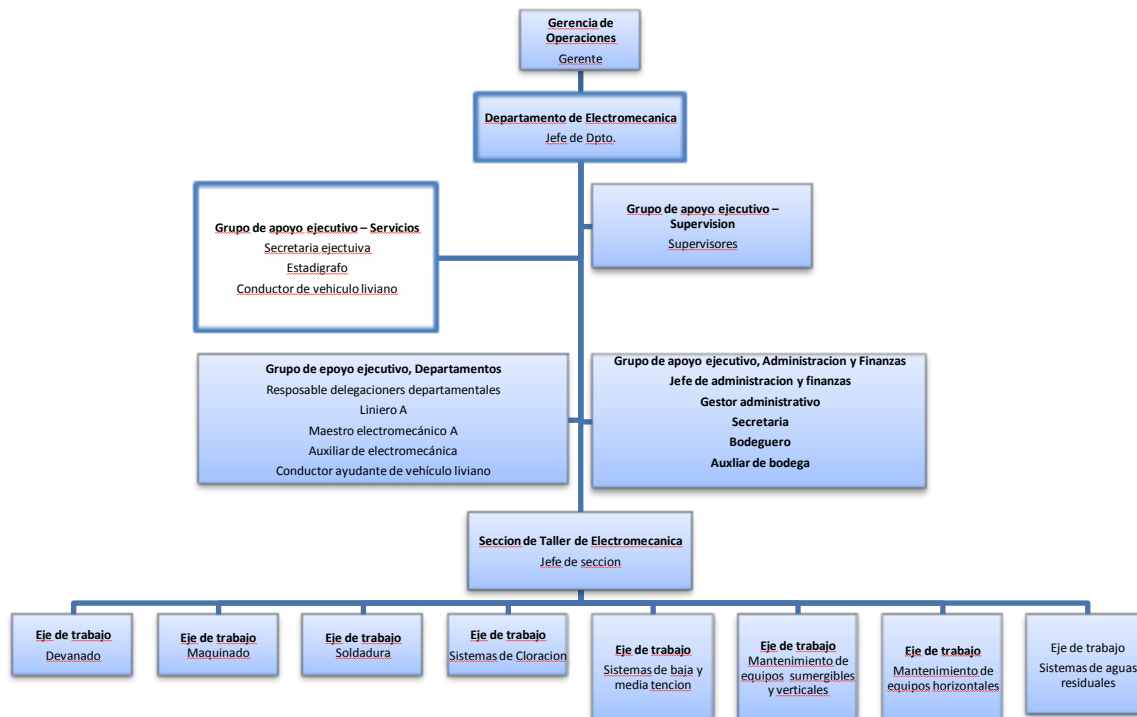 Gerencia de
Operaciones
Gerente
Departamento de Electromecanica
Jefe de Dpto.
Grupo de apoyo ejecutivo – Servicios
Secretaria ejectuiva
Estadigrafo
Conductor de vehiculo liviano
Grupo de apoyo ejecutivo –
Supervision
Supervisores
Grupo de epoyo ejecutivo, Departamentos
Resposable delegacioners departamentales
Liniero A
Maestro electromecánico A
Auxiliar de electromecánica
Conductor ayudante de vehículo liviano
Grupo de apoyo ejecutivo, Administracion y Finanzas
Jefe de administracion y finanzas
Gestor administrativo
Secretaria
Bodeguero
Auxliar de bodega
Seccion de Taller de Electromecanica
Jefe de seccion
Eje de trabajo
Devanado
Eje de trabajo
Maquinado
Eje de trabajo
Soldadura
Eje de trabajo
Sistemas de Cloracion
Eje de trabajo
Sistemas de baja y
media tencion
Eje de trabajo
Mantenimiento de
equipos sumergibles
y verticales
Eje de trabajo
Mantenimiento de
equipos horizontales
Eje de trabajo
Sistemas de aguas
residuales